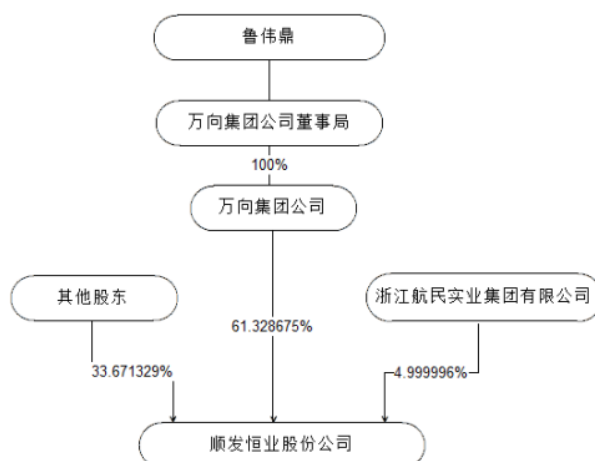 鲁伟鼎
万向集团公司董事局
100%
万向集团公司
其他股东
浙江航民实业集团有限公司
61.328675%
33.671329%
4.999996%
顺发恒业股份公司